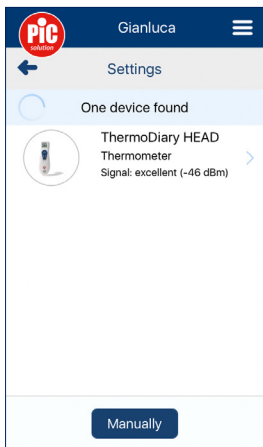 PiC
solution
Gianluca
Settings
One device found
ThermoDiary HEAD
Thermometer
Signal: excellent (-46 dBm)
Manually